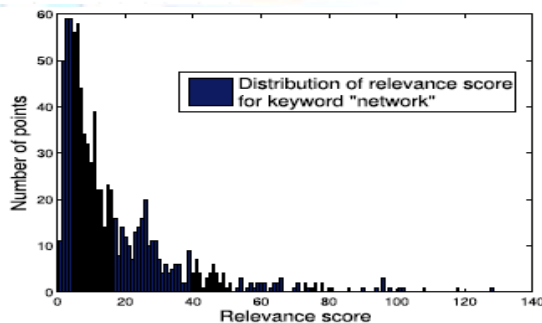 60
50
40
30
20
10
0
Number of points
Distribution of relevance score
for keyword "network"
0 20 40 60 80 100 120 140
Relevance score